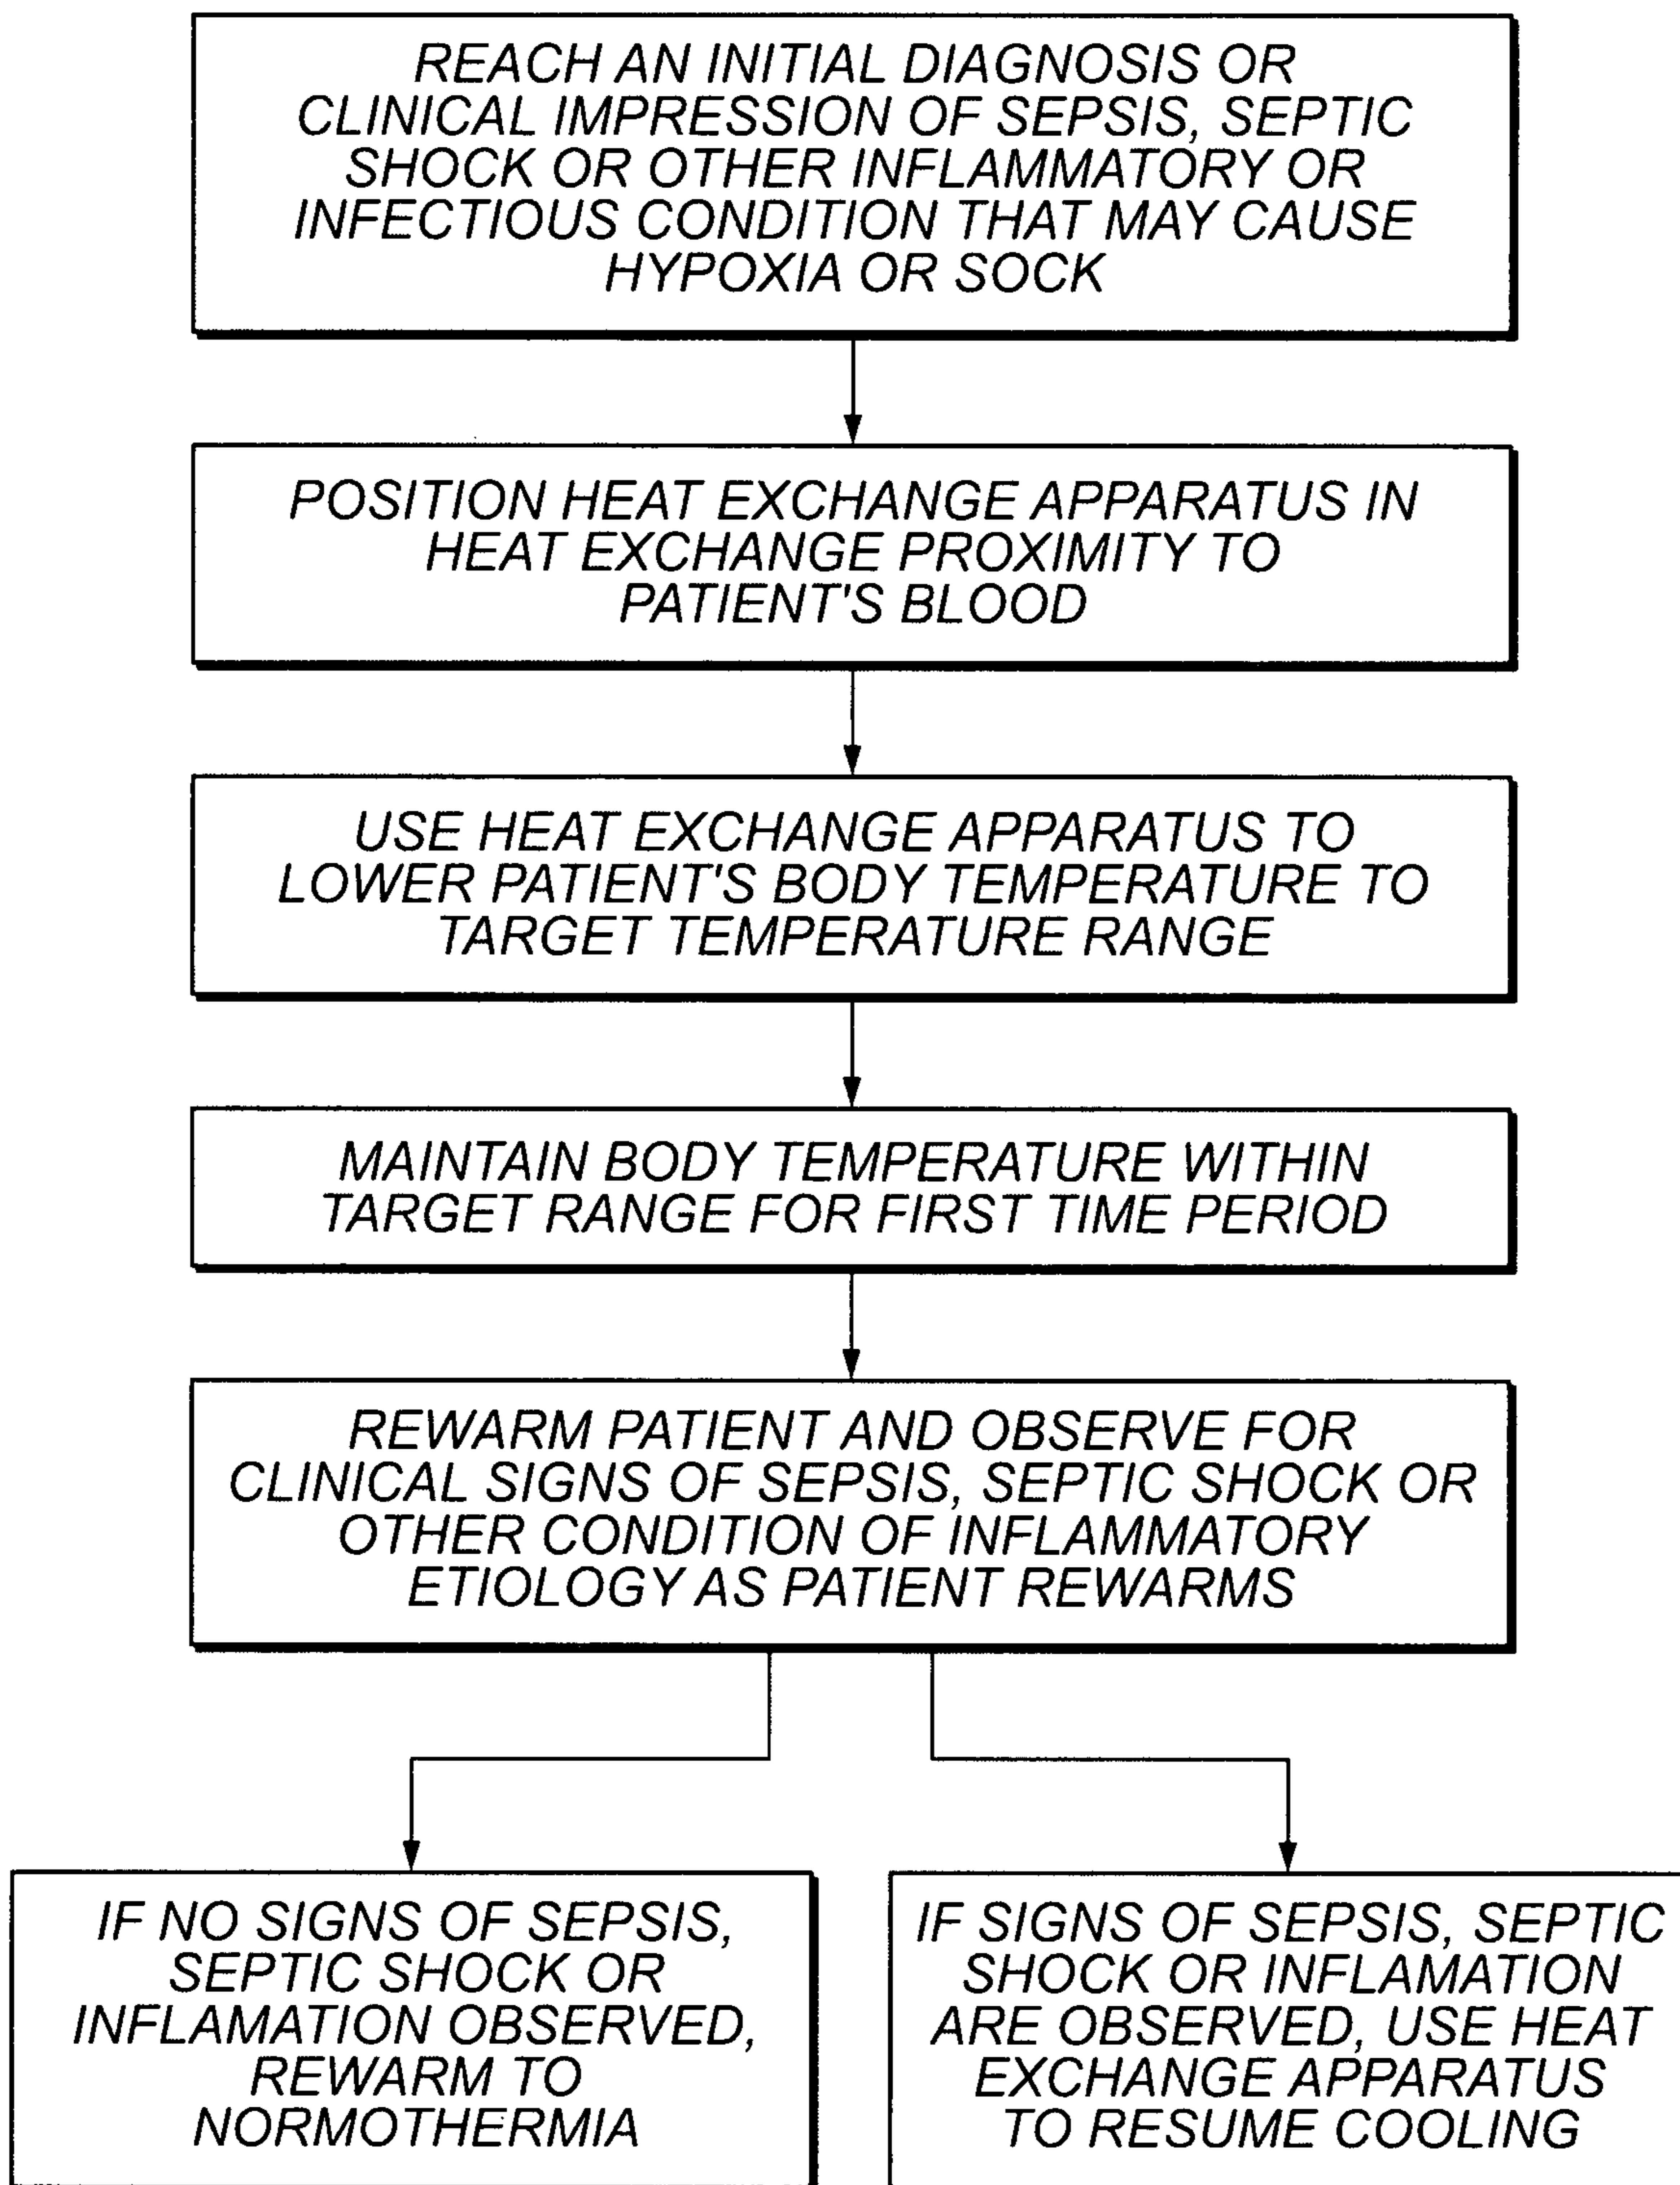 REACH AN INITIAL DIAGNOSIS OR
CLINICAL IMPRESSION OF SEPSIS, SEPTIC
SHOCK OR OTHER INFLAMMATORY OR
INFECTIOUS CONDITION THAT MAY CAUSE
HYPOXIA OR SOCK
POSITION HEAT EXCHANGE APPARATUS IN
HEAT EXCHANGE PROXIMITY TO
PATIENT'S BLOOD
USE HEAT EXCHANGE APPARATUS TO
LOWER PATIENT'S BODY TEMPERATURE TO
TARGET TEMPERATURE RANGE
MAINTAIN BODY TEMPERATURE WITHIN
TARGET RANGE FOR FIRST TIME PERIOD
REWARM PATIENT AND OBSERVE FOR
CLINICAL SIGNS OF SEPSIS, SEPTIC SHOCK OR
OTHER CONDITION OF INFLAMMATORY
ETIOLOGY AS PATIENT REWARMS
IF NO SIGNS OF SEPSIS,
SEPTIC SHOCK OR
INFLAMATION OBSERVED,
REWARM TO
NORMOTHERMIA
IF SIGNS OF SEPSIS, SEPTIC
SHOCK OR INFLAMATION
ARE OBSERVED, USE HEAT
EXCHANGE APPARATUS
TO RESUME COOLING